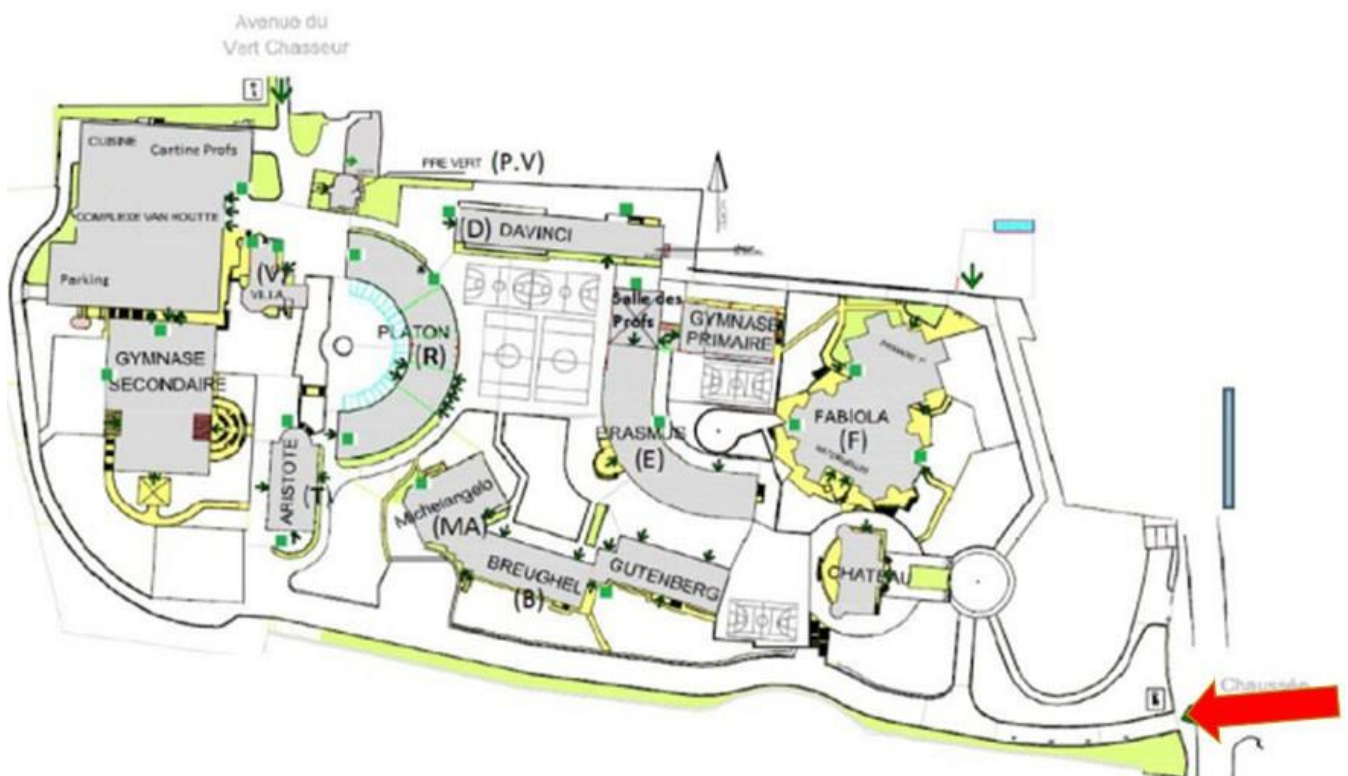 Avenue du
Vert Chasseur
CUISINE
Cantine Profs
PRE VERT (P.V)
COMPLEXE VAN HOUTTE
(D) DAVINCI
Parking
(V)
VILLA
Salle des
Profs
GYMNASE
PRIMAIRE
PLATON
(R)
GYMNASE
SECONDAIRE
FABIOLA
(F)
ERASMUS
(E)
ARISTOTE
(T)
Michelangelo
(MA)
BREUGHEL
(B)
GUTENBERG
CHATEAU
Chaussée